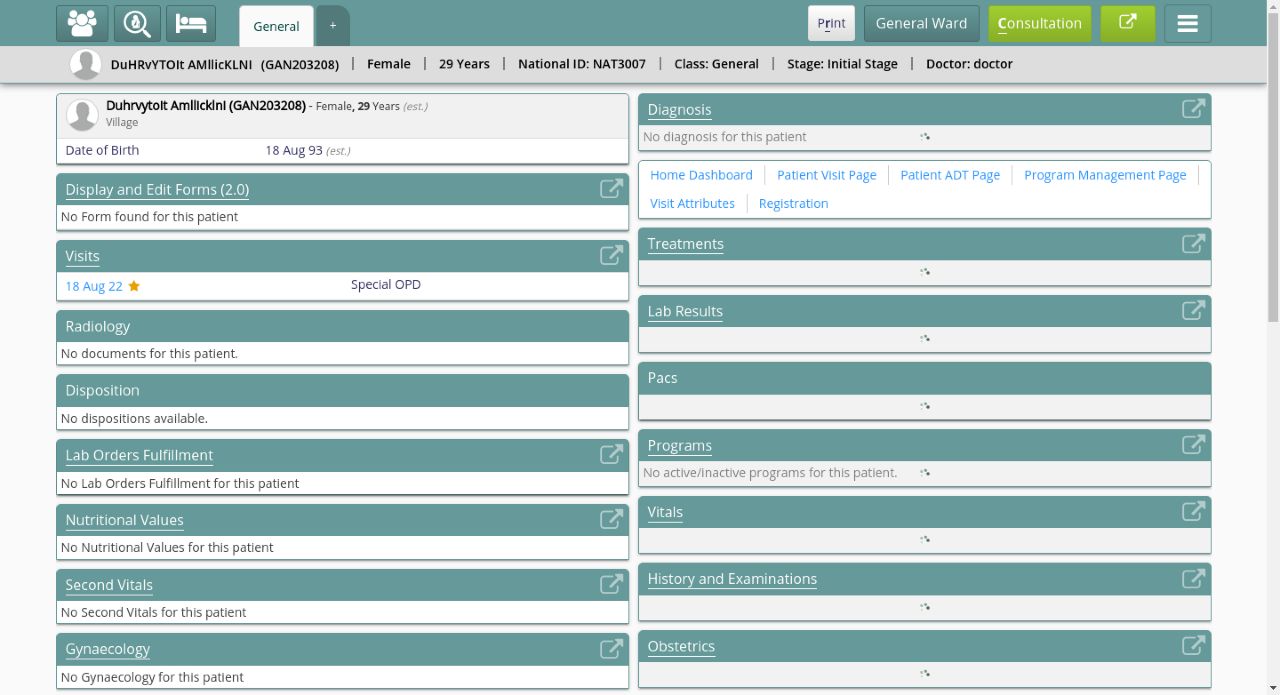 General
+
Print
General Ward
Consultation
DuHRvYTOIt AMIlicKLNI (GAN203208) | Female | 29 Years | National ID: NAT3007 | Class: General | Stage: Initial Stage | Doctor: doctor
Duhrvytoit Amlickini (GAN203208) - Female, 29 Years (est.)
Village
Date of Birth 18 Aug 93 (est.)
Display and Edit Forms (2.0)
No Form found for this patient
Visits
18 Aug 22 Special OPD
Radiology
No documents for this patient.
Disposition
No dispositions available.
Lab Orders Fulfillment
No Lab Orders Fulfillment for this patient
Nutritional Values
No Nutritional Values for this patient
Second Vitals
No Second Vitals for this patient
Gynaecology
No Gynaecology for this patient
Diagnosis
No diagnosis for this patient
Home Dashboard Patient Visit Page Patient ADT Page Program Management Page
Visit Attributes Registration
Treatments
Lab Results
Pacs
Programs
No active/inactive programs for this patient.
Vitals
History and Examinations
Obstetrics